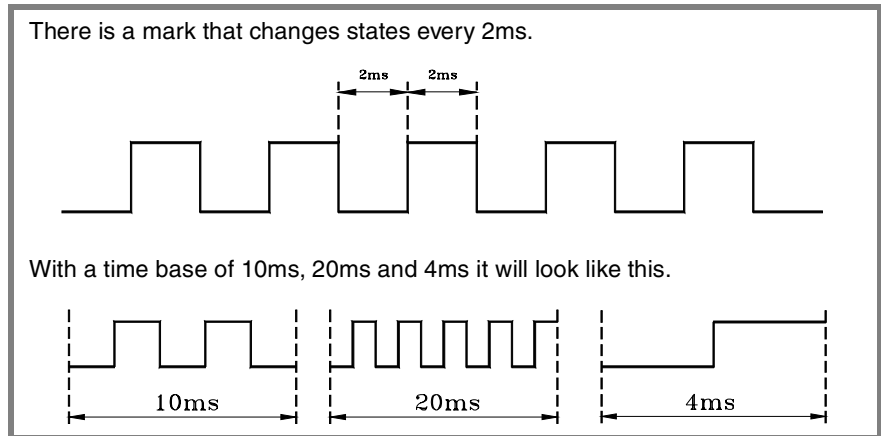 There is a mark that changes states every 2ms.
2ms 2ms
With a time base of 10ms, 20ms and 4ms it will look like this.
10ms 20ms 4ms